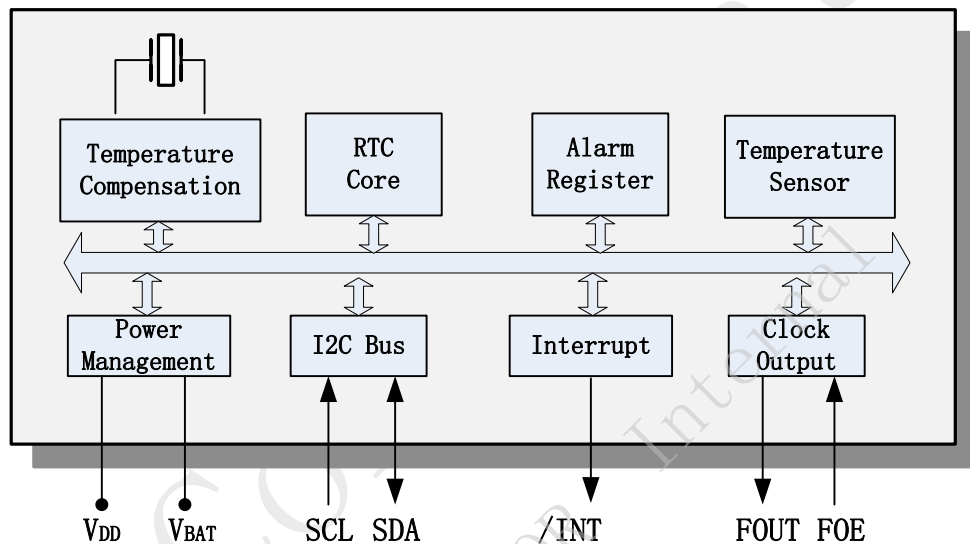 Temperature
Compensation
RTC
Core
Alarm
Register
Temperature
Sensor
Power
Management
I2C Bus
Interrupt
Clock
Output
VDD
VBAT
SCL SDA
/INT
FOUT FOE
Internal